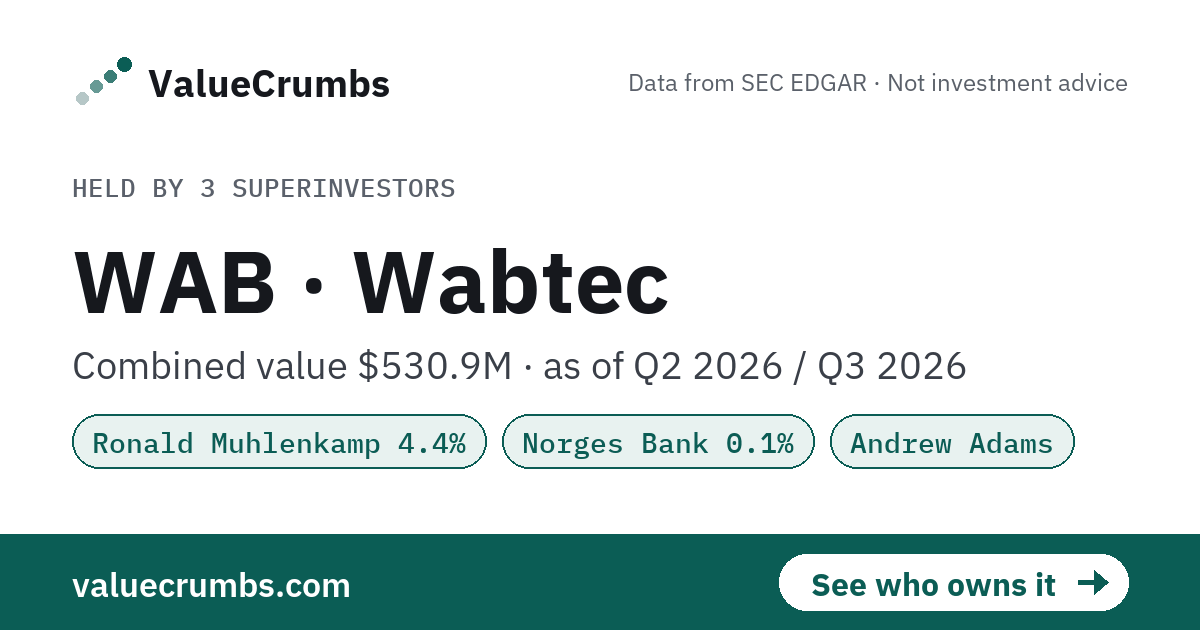 ValueCrumbs
Data from SEC EDGAR · Not investment advice
HELD BY 3 SUPERINVESTORS
WAB · Wabtec
Combined value $530.9M · as of Q2 2026 / Q3 2026
Ronald Muhlenkamp 4.4%
Norges Bank 0.1%
Andrew Adams
valuecrumbs.com
See who owns it →